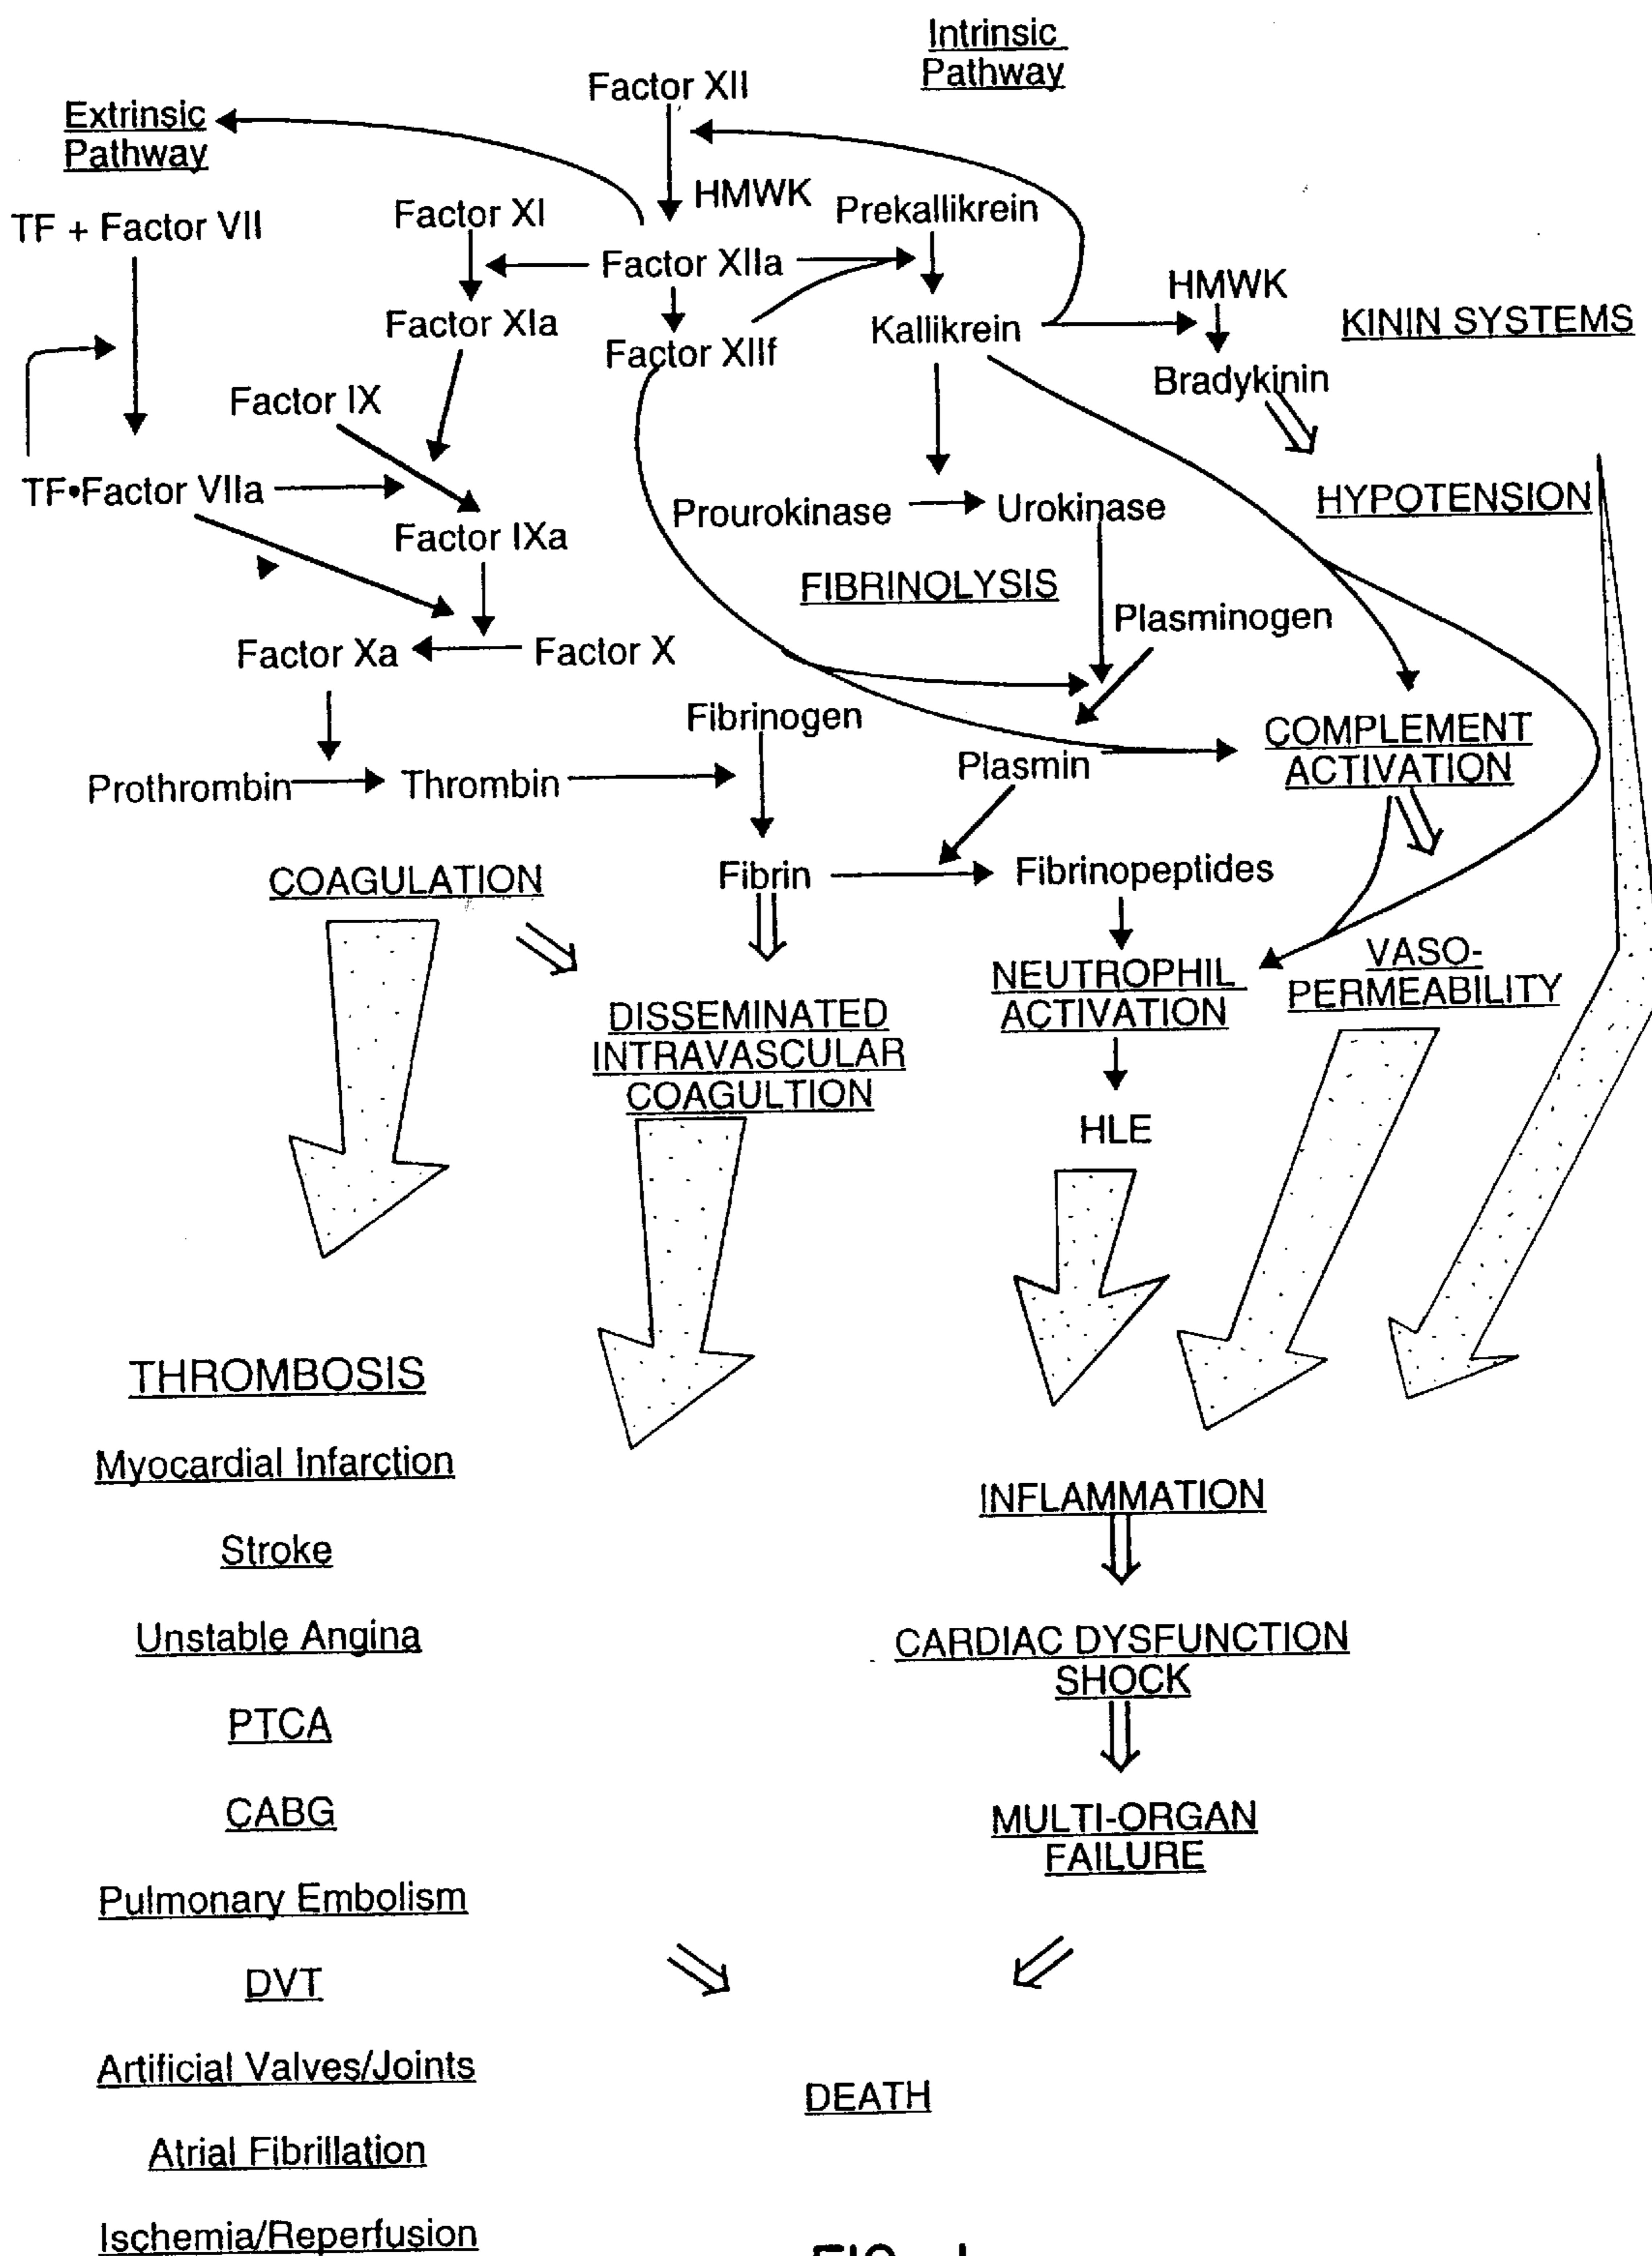 Intrinsic
Pathway
Factor XII
Extrinsic
Pathway
HMWK
Prekallikrein
Factor XI
TF + Factor VII
Factor XIIa
HMWK
KININ SYSTEMS
Factor XIa
Kallikrein
Factor XIIf
Bradykinin
Factor IX
TF•Factor VIIa
HYPOTENSION
Prourokinase
Urokinase
Factor IXa
FIBRINOLYSIS
Plasminogen
Factor Xa
Factor X
Fibrinogen
COMPLEMENT
ACTIVATION
Plasmin
Prothrombin
Thrombin
COAGULATION
Fibrin
Fibrinopeptides
VASO-
PERMEABILITY
NEUTROPHIL
ACTIVATION
DISSEMINATED
INTRAVASCULAR
COAGULTION
HLE
THROMBOSIS
Myocardial Infarction
Stroke
Unstable Angina
PTCA
CABG
Pulmonary Embolism
DVT
Artificial Valves/Joints
Atrial Fibrillation
Ischemia/Reperfusion
INFLAMMATION
CARDIAC DYSFUNCTION
SHOCK
MULTI-ORGAN
FAILURE
DEATH